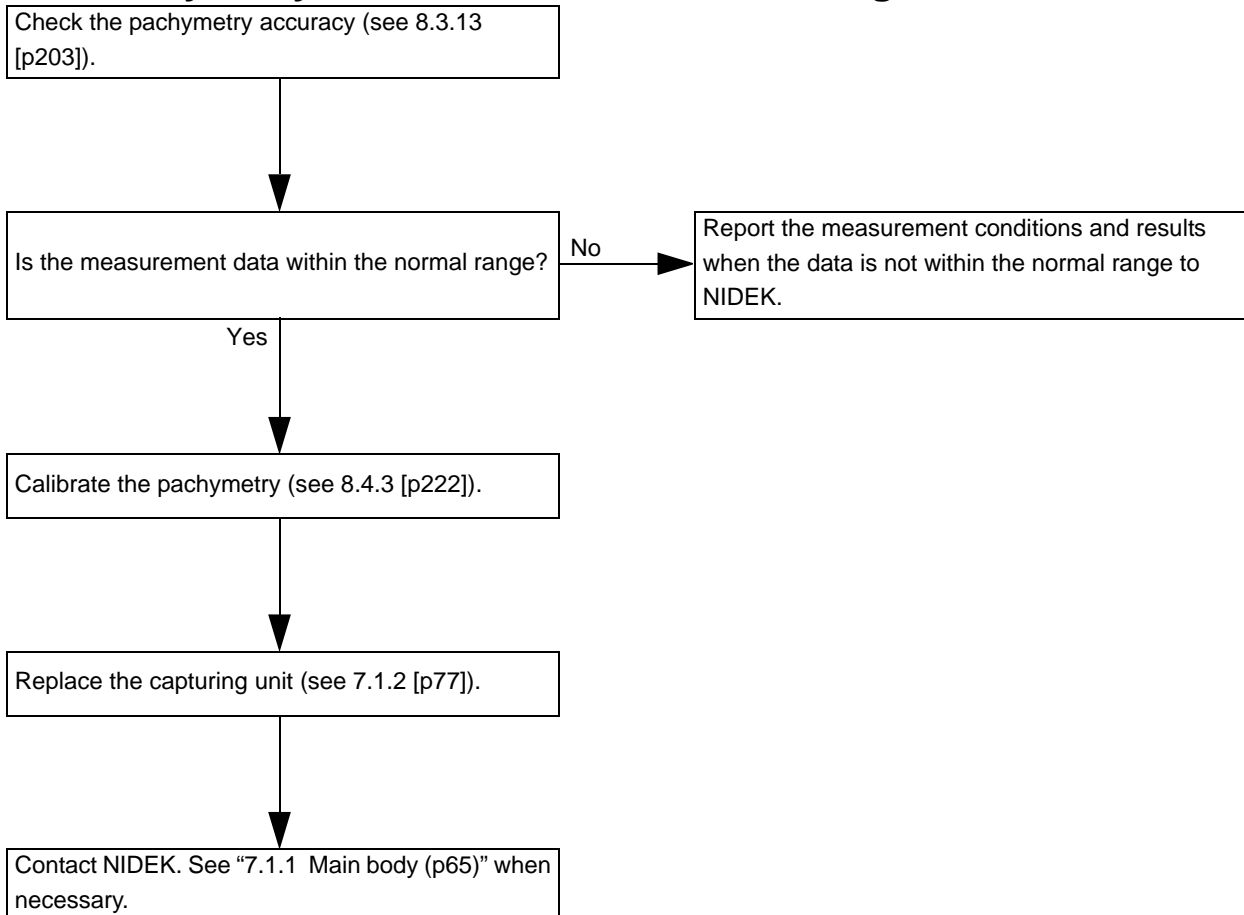 Check the pachymetry accuracy (see 8.3.13
[p203]).
Is the measurement data within the normal range?
No
Report the measurement conditions and results
when the data is not within the normal range to
NIDEK.
Yes
Calibrate the pachymetry (see 8.4.3 [p222]).
Replace the capturing unit (see 7.1.2 [p77]).
Contact NIDEK. See “7.1.1 Main body (p65)” when
necessary.